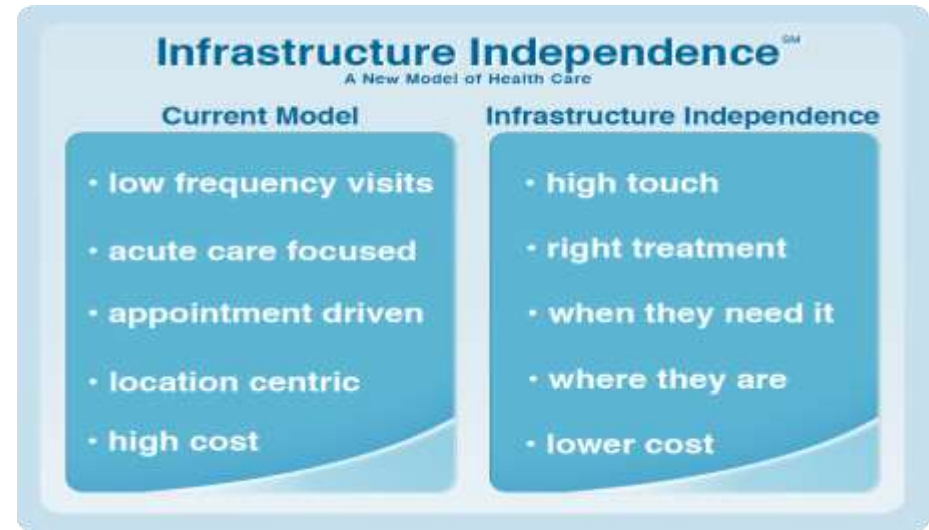 Infrastructure Independence℠
A New Model of Health Care
Current Model
• low frequency visits
• acute care focused
• appointment driven
• location centric
• high cost
Infrastructure Independence
• high touch
• right treatment
• when they need it
• where they are
• lower cost